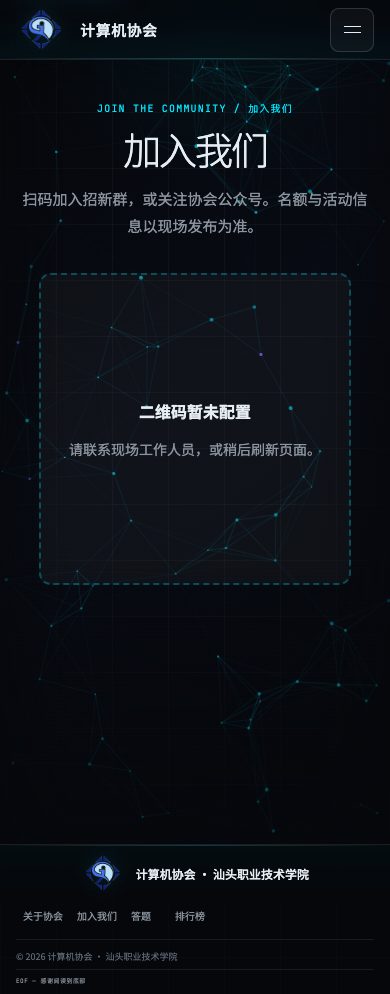 计算机协会
JOIN THE COMMUNITY / 加入我们
加入我们
扫码加入招新群，或关注协会公众号。名额与活动信
息以现场发布为准。
二维码暂未配置
请联系现场工作人员，或稍后刷新页面。
计算机协会 · 汕头职业技术学院
关于协会 加入我们 答题 排行榜
© 2026 计算机协会 · 汕头职业技术学院
EOF — 感谢阅读到底部